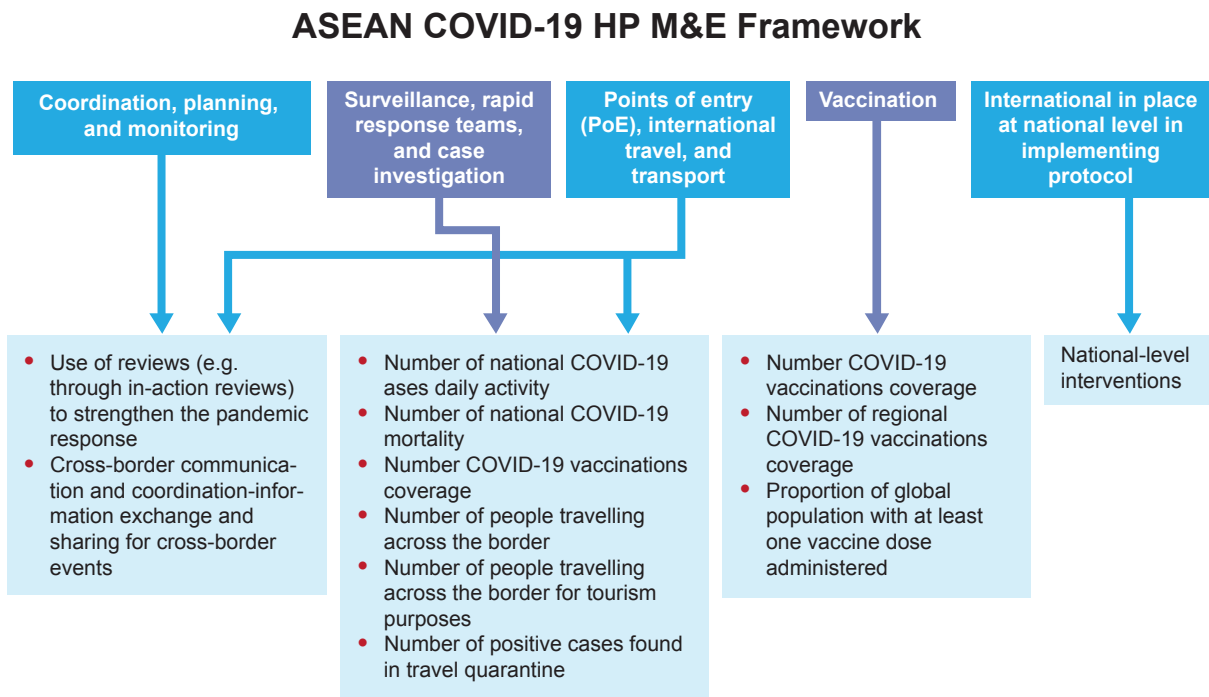 ASEAN COVID-19 HP M&E Framework
Coordination, planning,
and monitoring
Surveillance, rapid
response teams,
and case
investigation
Points of entry
(PoE), international
travel, and
transport
Vaccination
International in place
at national level in
implementing
protocol
• Use of reviews (e.g.
through in-action reviews)
to strengthen the pandemic
response
• Cross-border communica-
tion and coordination-infor-
mation exchange and
sharing for cross-border
events
• Number of national COVID-19
ases daily activity
• Number of national COVID-19
mortality
• Number COVID-19 vaccinations
coverage
• Number of people travelling
across the border
• Number of people travelling
across the border for tourism
purposes
• Number of positive cases found
in travel quarantine
• Number COVID-19
vaccinations coverage
• Number of regional
COVID-19 vaccinations
coverage
• Proportion of global
population with at least
one vaccine dose
administered
National-level
interventions